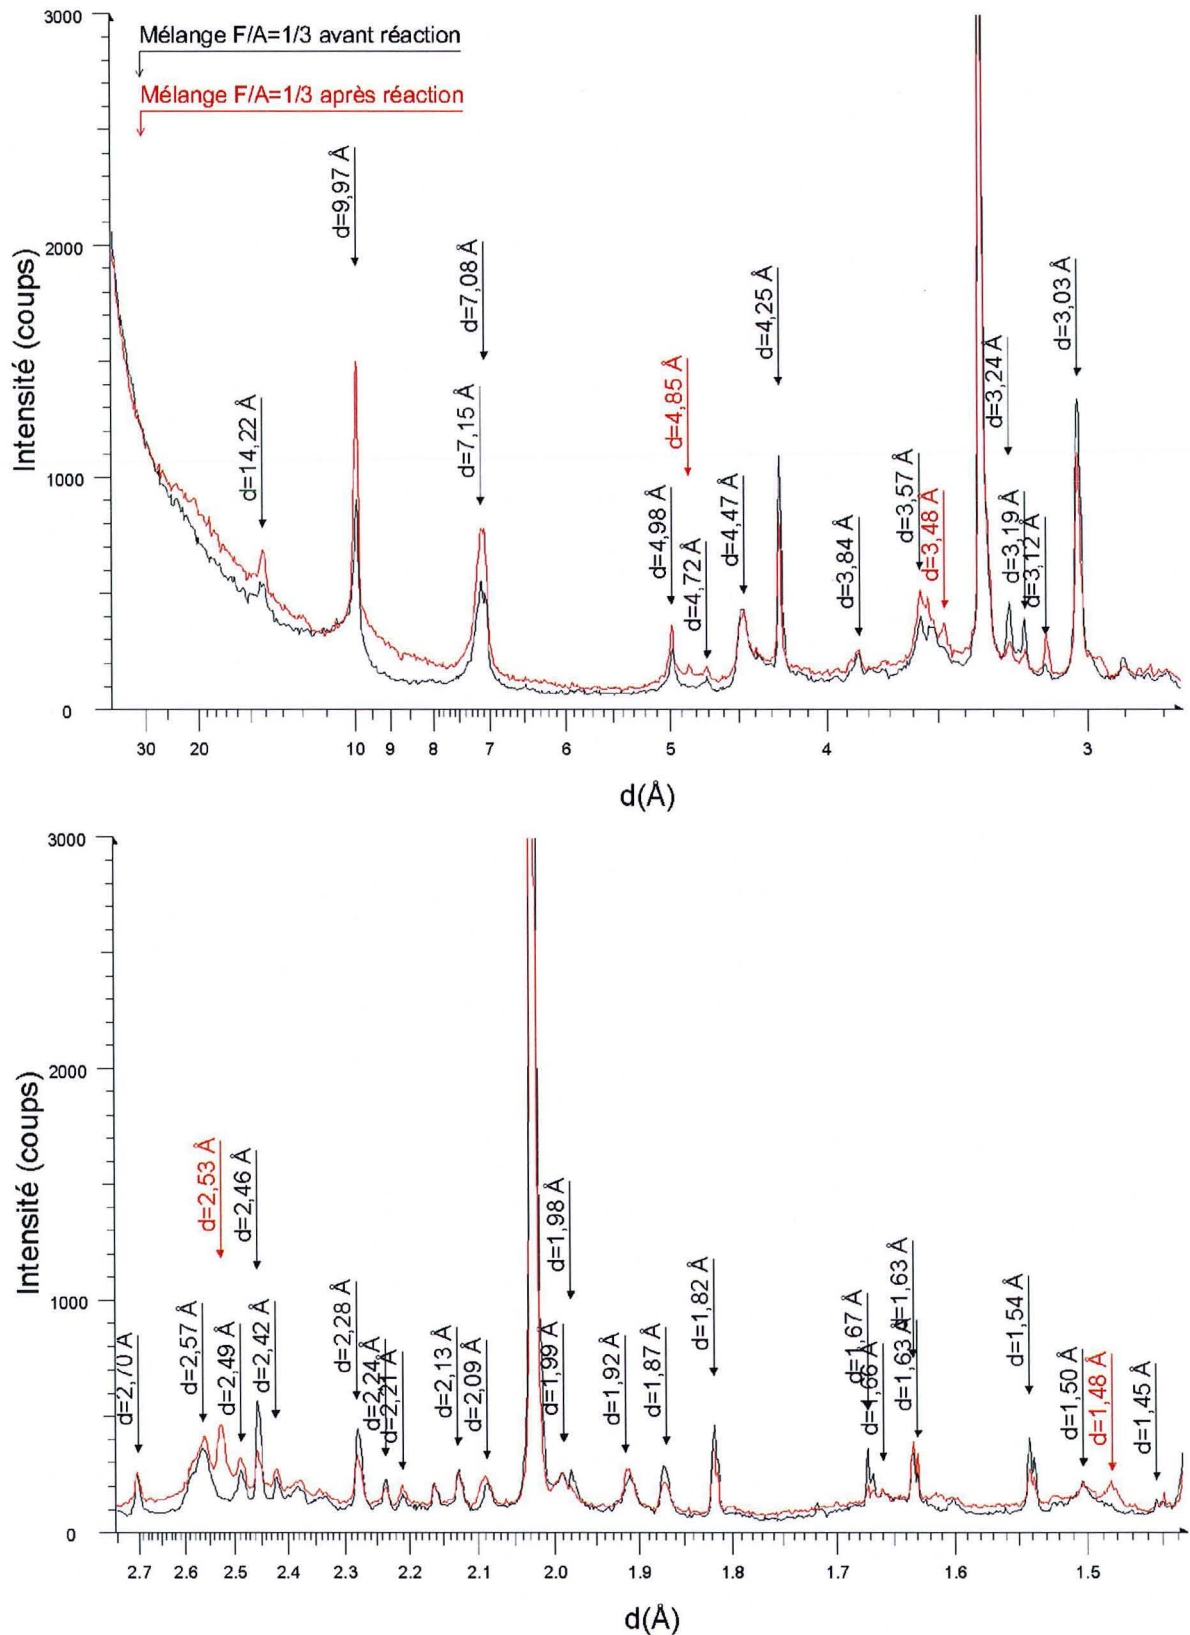 3000
Mélange F/A=1/3 avant réaction
Mélange F/A=1/3 après réaction
2000
1000
0
Intensité (coups)
d=14,22 Å
d=9,97 Å
d=7,15 Å
d=7,08 Å
d=4,98 Å
d=4,85 Å
d=4,72 Å
d=4,47 Å
d=4,25 Å
d=3,84 Å
d=3,57 Å
d=3,48 Å
d=3,24 Å
d=3,19 Å
d=3,12 Å
d=3,03 Å
30 20 10 9 8 7 6 5 4 3
d(Å)
3000
2000
1000
0
Intensité (coups)
d=2,70 Å
d=2,57 Å
d=2,53 Å
d=2,49 Å
d=2,46 Å
d=2,42 Å
d=2,28 Å
d=2,24 Å
d=2,21 Å
d=2,13 Å
d=2,09 Å
d=1,99 Å
d=1,98 Å
d=1,92 Å
d=1,87 Å
d=1,82 Å
d=1,67 Å
d=1,66 Å
d=1,63 Å
d=1,63 Å
d=1,54 Å
d=1,50 Å
d=1,48 Å
d=1,45 Å
2.7 2.6 2.5 2.4 2.3 2.2 2.1 2.0 1.9 1.8 1.7 1.6 1.5
d(Å)